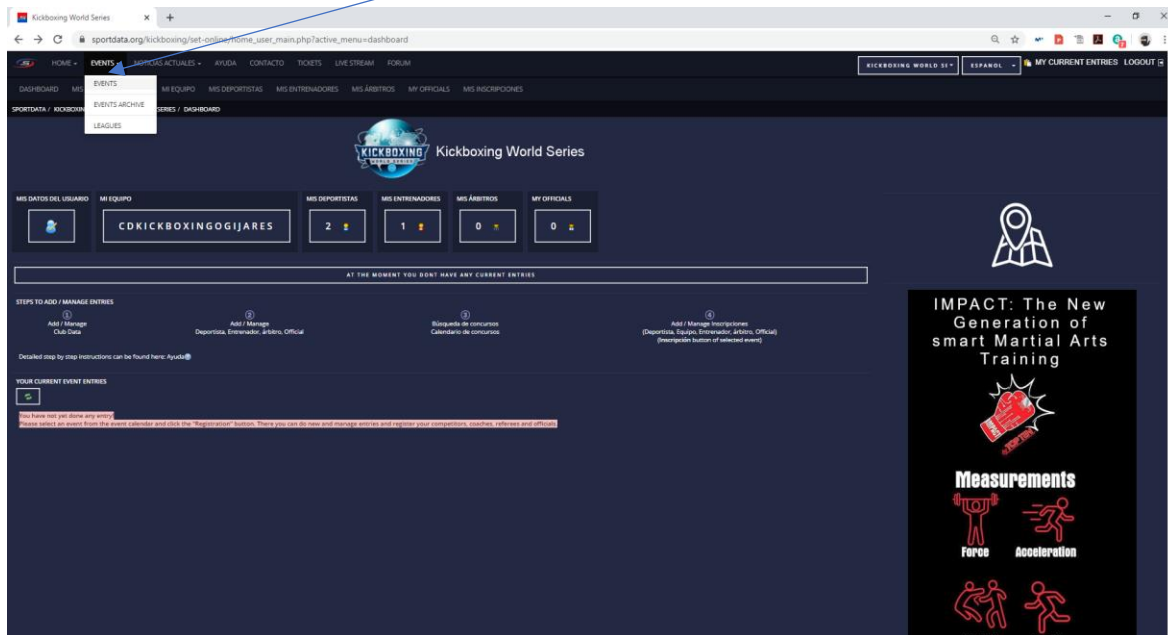 Kickboxing World Series
sportdata.org/kickboxing/set-online/home_user_main.php?active_menu=dashboard
HOME EVENTS NOTICIAS ACTUALES AYUDA CONTACTO TICKETS LIVE STREAM FORUM
KICKBOXING WORLD SE ESPANOL MY CURRENT ENTRIES LOGOUT
DASHBOARD MIS MI EQUIPO MIS DEPORTISTAS MIS ENTRENADORES MIS ÁRBITROS MY OFFICIALS MIS INSCRIPCIONES
EVENTS
EVENTS ARCHIVE
LEAGUES
SPORTDATA / KICKBOXIN SERIES / DASHBOARD
KICKBOXING
WORLD SERIES
Kickboxing World Series
MIS DATOS DEL USUARIO MI EQUIPO MIS DEPORTISTAS MIS ENTRENADORES MIS ÁRBITROS MY OFFICIALS
CDKICKBOXINGOGIJARES 2 1 0 0
AT THE MOMENT YOU DONT HAVE ANY CURRENT ENTRIES
STEPS TO ADD / MANAGE ENTRIES
1 2 3 4
Add / Manage Add / Manage Búsqueda de concursos Add / Manage Inscripciones
Club Data Deportista, Entrenador, árbitro, Official Calendario de concursos (Deportista, Equipo, Entrenador, árbitro, Official)
(Inscripción button of selected event)
Detailed step by step instructions can be found here: Ayuda
YOUR CURRENT EVENT ENTRIES
You have not yet done any entry!
Please select an event from the event calendar and click the "Registration" button. There you can do new and manage entries and register your competitors, coaches, referees and officials.
IMPACT: The New
Generation of
smart Martial Arts
Training
IMPACT
TOP TEN
Measurements
Force Acceleration